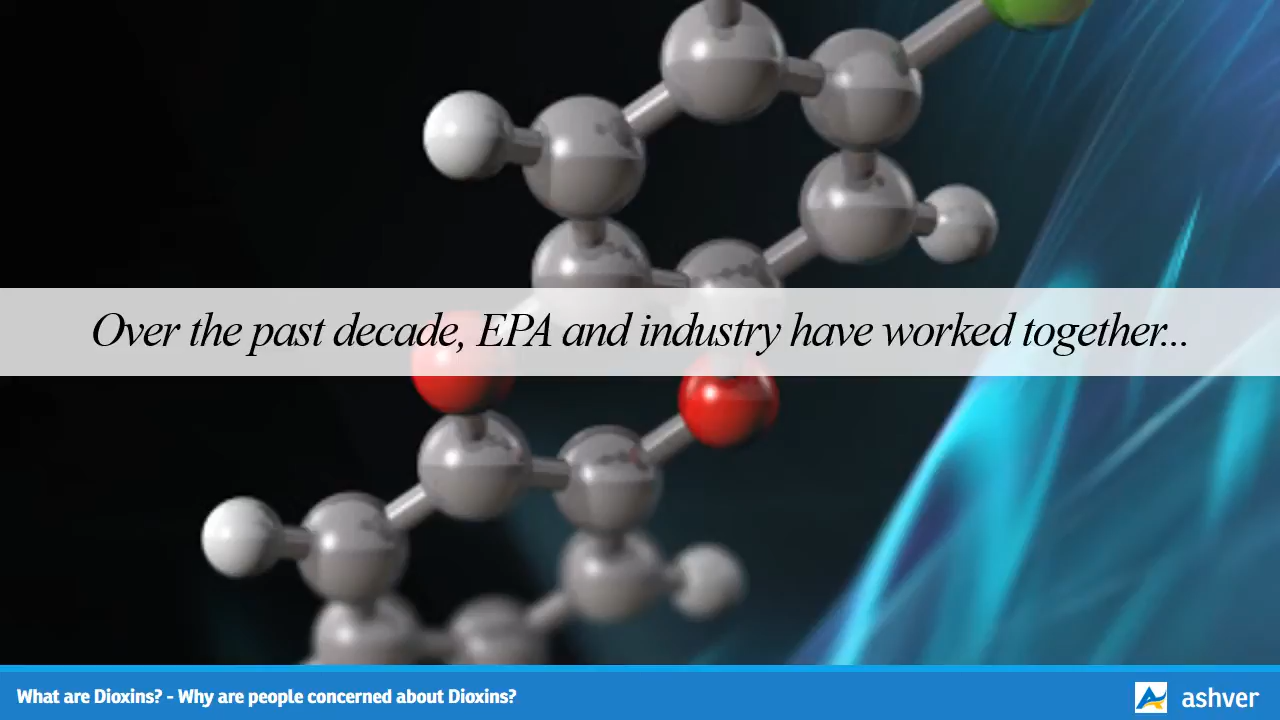 Over the past decade, EPA and industry have worked together...
What are Dioxins? - Why are people concerned about Dioxins?
ashver